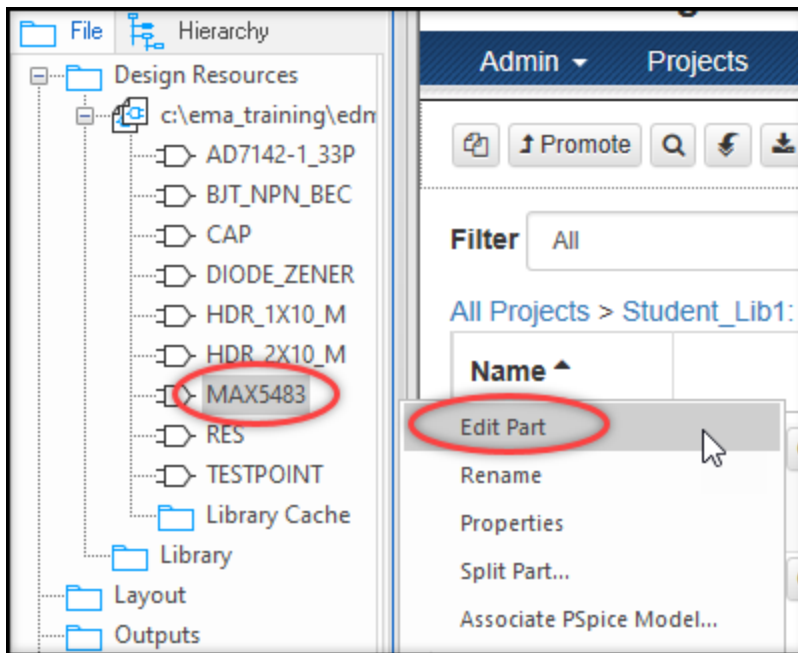 File
Hierarchy
Design Resources
c:\ema_training\edm
AD7142-1_33P
BJT_NPN_BEC
CAP
DIODE_ZENER
HDR_1X10_M
HDR_2X10_M
MAX5483
RES
TESTPOINT
Library Cache
Library
Layout
Outputs
Admin
Projects
Promote
Filter
All
All Projects > Student_Lib1:
Name
Edit Part
Rename
Properties
Split Part...
Associate PSpice Model...